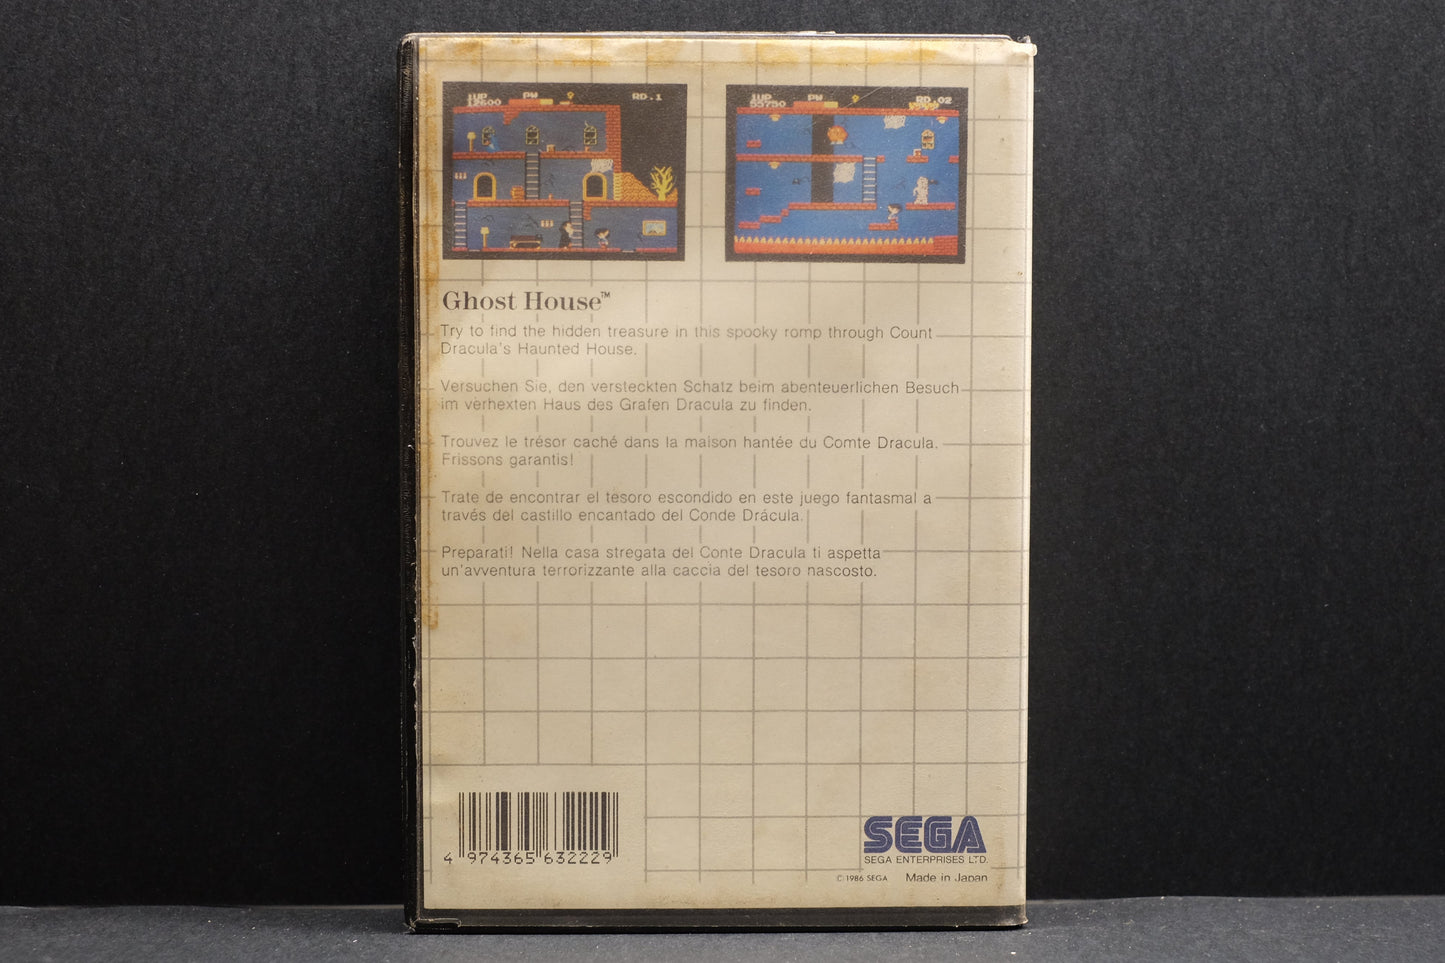 1UP PW RD.1
12600
1UP PW RD.02
55750
Ghost House™
Try to find the hidden treasure in this spooky romp through Count
Dracula's Haunted House.
Versuchen Sie, den versteckten Schatz beim abenteuerlichen Besuch
im verhexten Haus des Grafen Dracula zu finden.
Trouvez le trésor caché dans la maison hantée du Comte Dracula.
Frissons garantis!
Trate de encontrar el tesoro escondido en este juego fantasmal a
través del castillo encantado del Conde Drácula.
Preparati! Nella casa stregata del Conte Dracula ti aspetta
un'avventura terrorizzante alla caccia del tesoro nascosto.
4 974365 632229
SEGA
SEGA ENTERPRISES LTD.
© 1986 SEGA Made in Japan